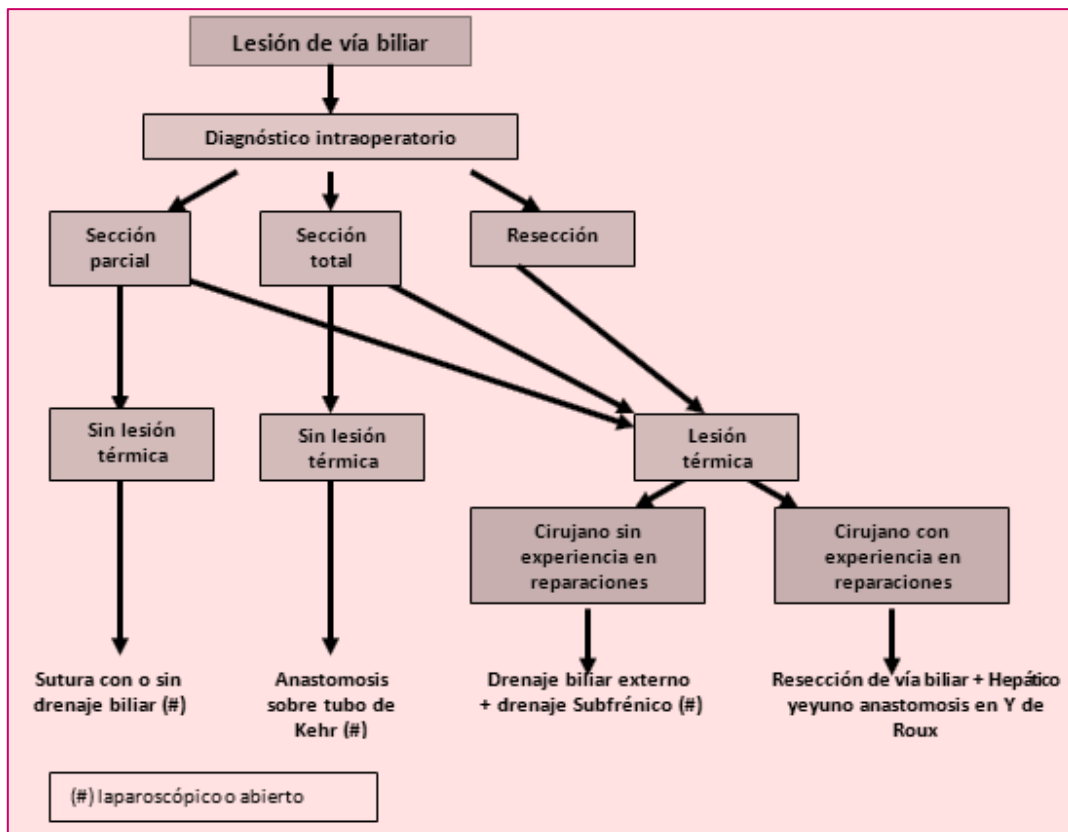 Lesión de vía biliar
Diagnóstico intraoperatorio
Sección
parcial
Sección
total
Resección
Sin lesión
térmica
Sin lesión
térmica
Lesión
térmica
Cirujano sin
experiencia en
reparaciones
Cirujano con
experiencia en
reparaciones
Sutura con o sin
drenaje biliar (#)
Anastomosis
sobre tubo de
Kehr (#)
Drenaje biliar externo
+ drenaje Subfrénico (#)
Resección de vía biliar + Hepático
yeyuno anastomosis en Y de
Roux
(#) laparoscópico o abierto